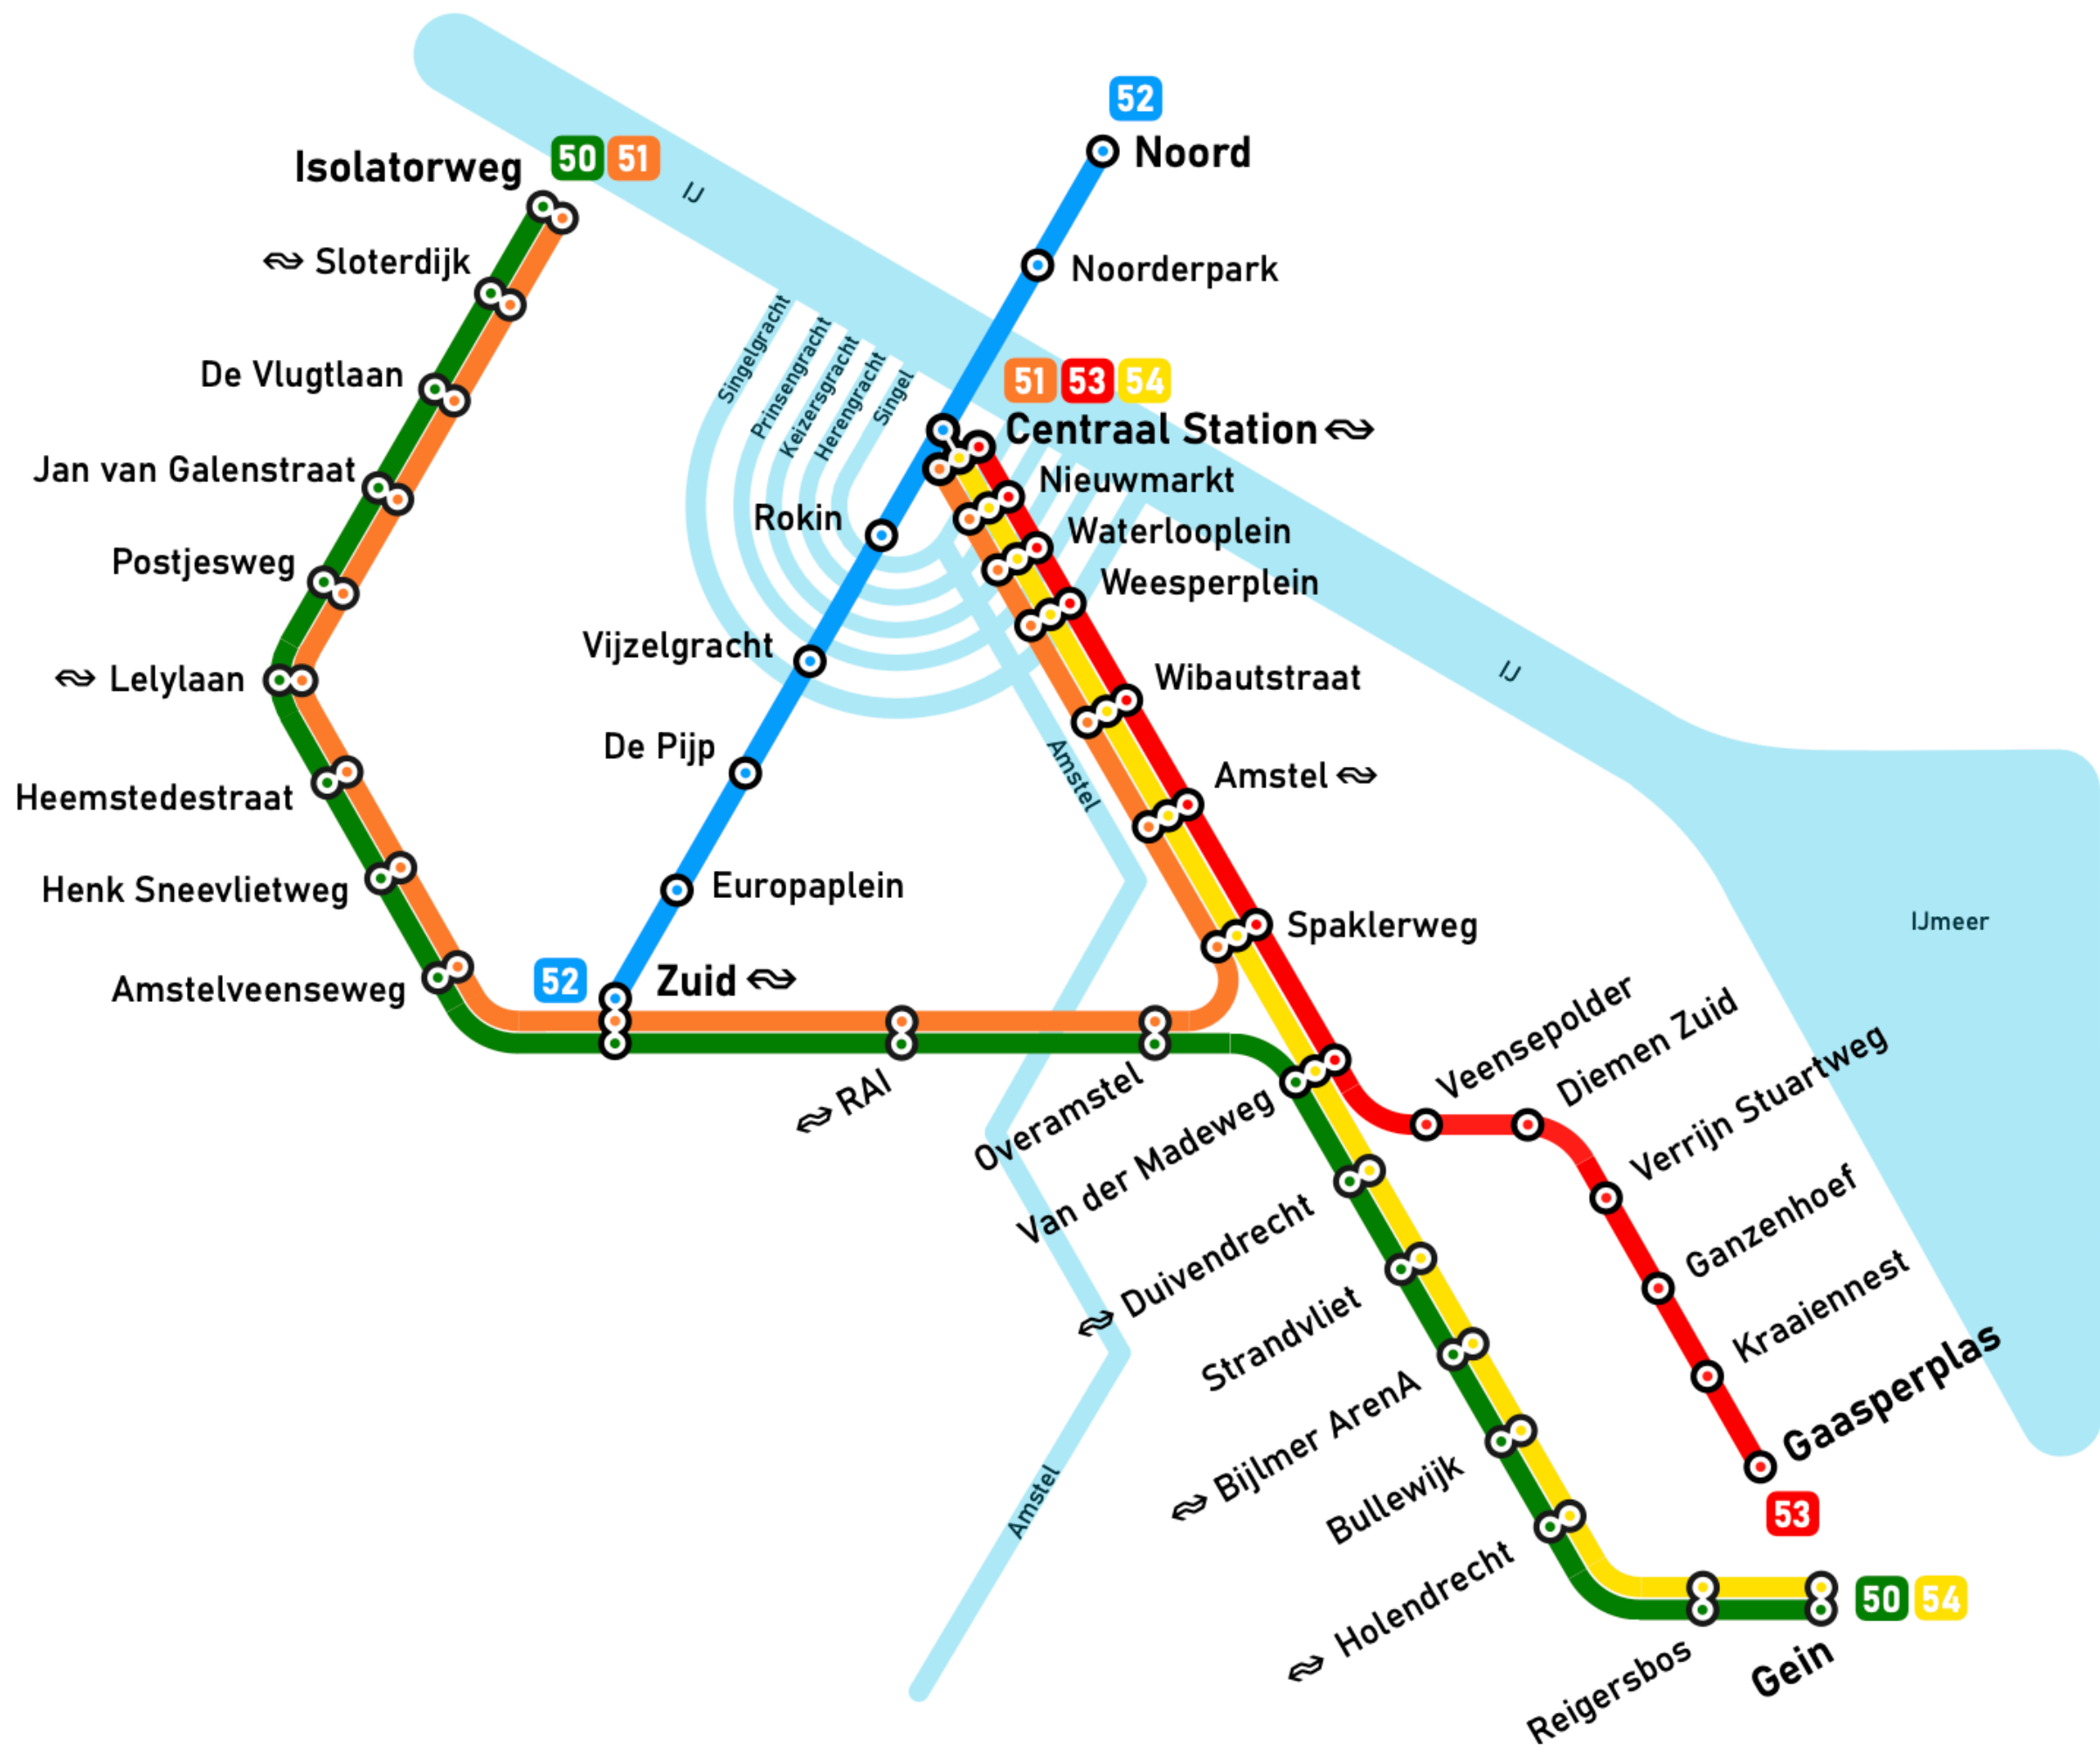 52
Noord
Isolatorweg 50 51
IJ
Sloterdijk
Noorderpark
De Vlugtlaan
Singelgracht
Prinsengracht
Keizersgracht
Herengracht
Singel
51 53 54
Centraal Station
Jan van Galenstraat
Nieuwmarkt
Rokin
Waterlooplein
Postjesweg
Weesperplein
Vijzelgracht
Lelylaan
Wibautstraat
IJ
De Pijp
Amstel
Amstel
Heemstedestraat
Henk Sneevlietweg
Europaplein
Spaklerweg
IJmeer
Amstelveenseweg
52
Zuid
RAI
Overamstel
Van der Madeweg
Veensepolder
Diemen Zuid
Verrijn Stuartweg
Duivendrecht
Ganzenhoef
Strandvliet
Kraaiennest
Bijlmer ArenA
Gaasperplas
53
Amstel
Bullewijk
Holendrecht
50 54
Reigersbos
Gein